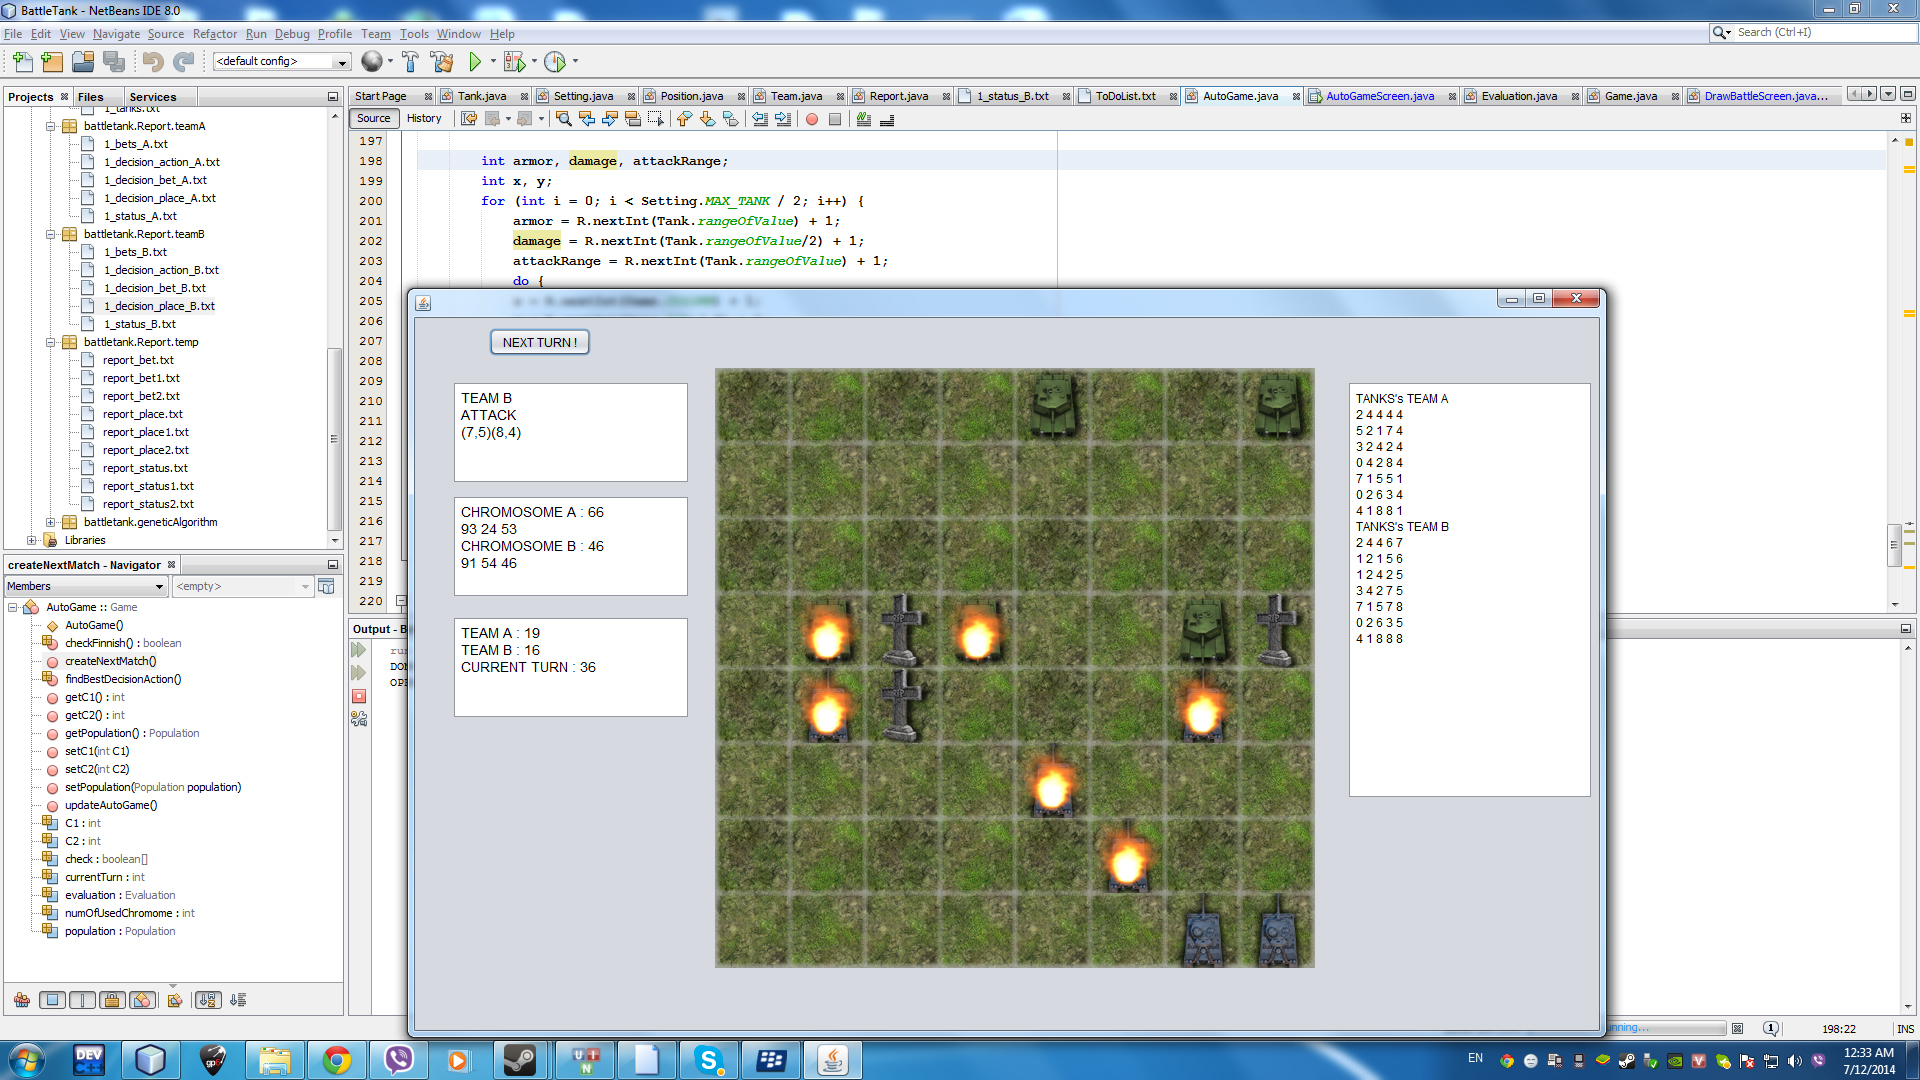 BattleTank - NetBeans IDE 8.0
File Edit View Navigate Source Refactor Run Debug Profile Team Tools Window Help
Search (Ctrl+I)
<default config>
Projects Files Services
1_tanks.txt
battletank.Report.teamA
1_bets_A.txt
1_decision_action_A.txt
1_decision_bet_A.txt
1_decision_place_A.txt
1_status_A.txt
battletank.Report.teamB
1_bets_B.txt
1_decision_action_B.txt
1_decision_bet_B.txt
1_decision_place_B.txt
1_status_B.txt
battletank.Report.temp
report_bet.txt
report_bet1.txt
report_bet2.txt
report_place.txt
report_place1.txt
report_place2.txt
report_status.txt
report_status1.txt
report_status2.txt
battletank.geneticAlgorithm
Libraries
createNextMatch - Navigator
Members <empty>
AutoGame :: Game
AutoGame()
checkFinnish() : boolean
createNextMatch()
findBestDecisionAction()
getC1() : int
getC2() : int
getPopulation() : Population
setC1(int C1)
setC2(int C2)
setPopulation(Population population)
updateAutoGame()
C1 : int
C2 : int
check : boolean[]
currentTurn : int
evaluation : Evaluation
numOfUsedChromome : int
population : Population
Start Page Tank.java Setting.java Position.java Team.java Report.java 1_status_B.txt ToDoList.txt AutoGame.java AutoGameScreen.java Evaluation.java Game.java DrawBattleScreen.java...
Source History
197
198 int armor, damage, attackRange;
199 int x, y;
200 for (int i = 0; i < Setting.MAX_TANK / 2; i++) {
201 armor = R.nextInt(Tank.rangeOfValue) + 1;
202 damage = R.nextInt(Tank.rangeOfValue/2) + 1;
203 attackRange = R.nextInt(Tank.rangeOfValue) + 1;
204 do {
205
206
207
208
209
210
211
212
213
214
215
216
217
218
219
220
Output - B
NEXT TURN !
TEAM B
ATTACK
(7,5)(8,4)
CHROMOSOME A : 66
93 24 53
CHROMOSOME B : 46
91 54 46
TEAM A : 19
TEAM B : 16
CURRENT TURN : 36
TANKS's TEAM A
2 4 4 4 4
5 2 1 7 4
3 2 4 2 4
0 4 2 8 4
7 1 5 5 1
0 2 6 3 4
4 1 8 8 1
TANKS's TEAM B
2 4 4 6 7
1 2 1 5 6
1 2 4 2 5
3 4 2 7 5
7 1 5 7 8
0 2 6 3 5
4 1 8 8 8
198:22 INS
EN
12:33 AM
7/12/2014